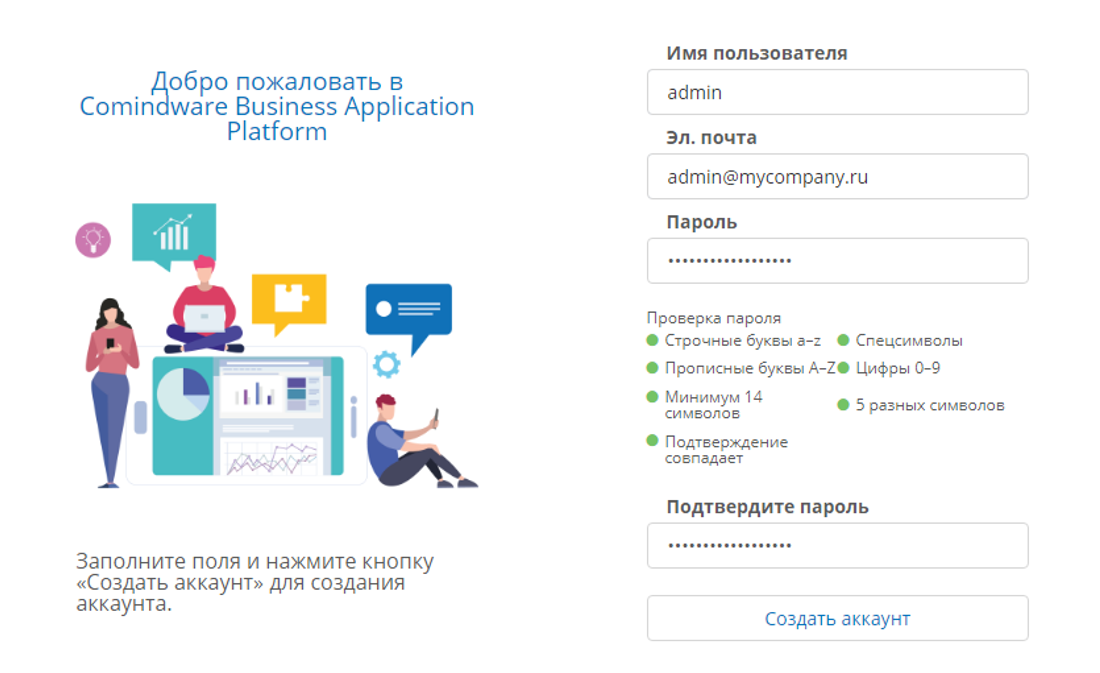 Добро пожаловать в
Comindware Business Application
Platform
Заполните поля и нажмите кнопку
«Создать аккаунт» для создания
аккаунта.
Имя пользователя
admin
Эл. почта
admin@mycompany.ru
Пароль
••••••••••••••••••
Проверка пароля
Строчные буквы a–z
Спецсимволы
Прописные буквы A–Z
Цифры 0–9
Минимум 14
символов
5 разных символов
Подтверждение
совпадает
Подтвердите пароль
••••••••••••••••••
Создать аккаунт